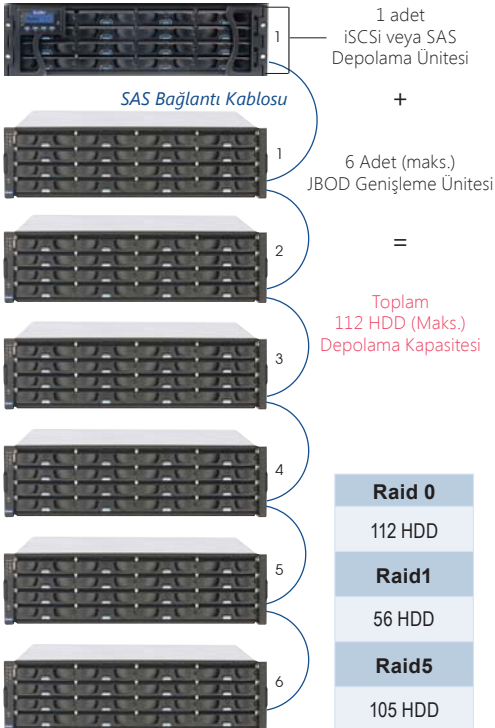 1
1 adet
iSCSi veya SAS
Depolama Ünitesi
SAS Bağlantı Kablosu
+
1
6 Adet (maks.)
JBOD Genişleme Ünitesi
2
=
Toplam
112 HDD (Maks.)
Depolama Kapasitesi
3
4
5
6
Raid 0
112 HDD
Raid1
56 HDD
Raid5
105 HDD